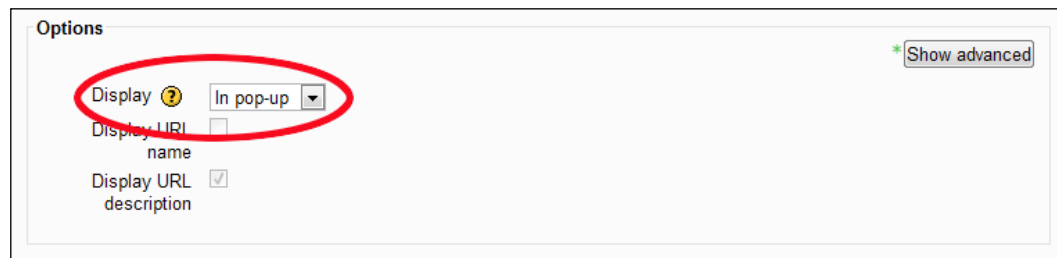 Options
* Show advanced
Display ? In pop-up
Display URL
name
Display URL
description